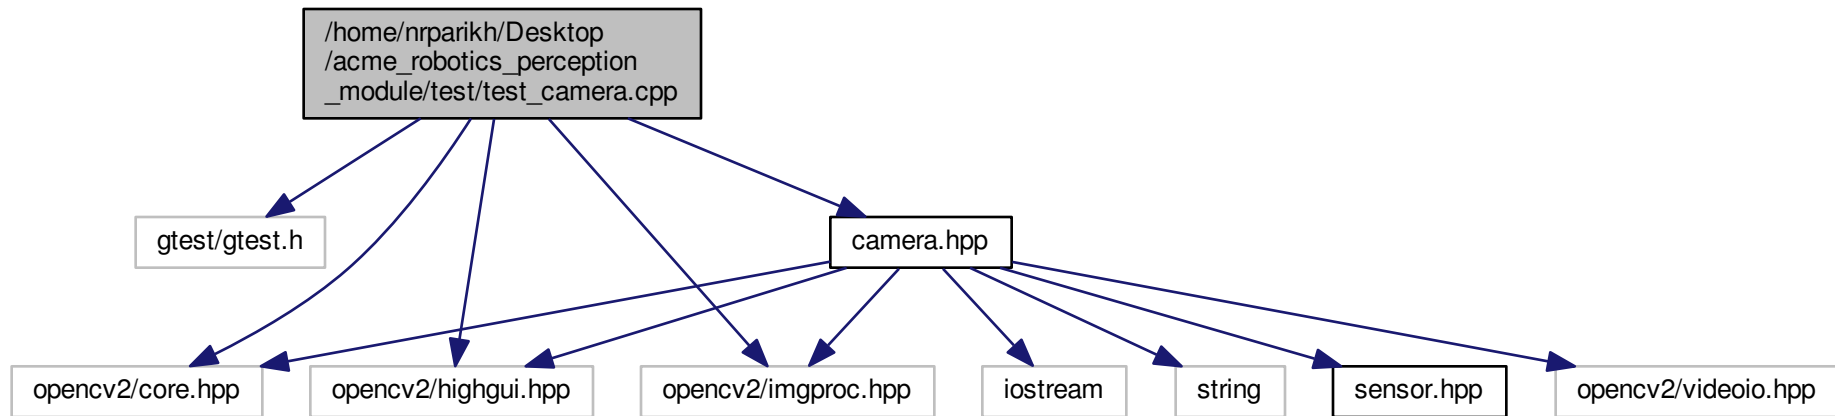 /home/nrparikh/Desktop
/acme_robotics_perception
_module/test/test_camera.cpp
gtest/gtest.h
camera.hpp
opencv2/core.hpp
opencv2/highgui.hpp
opencv2/imgproc.hpp
iostream
string
sensor.hpp
opencv2/videoio.hpp